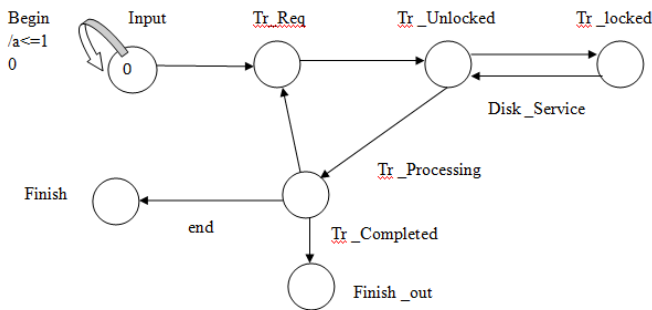 Begin
/a<=1
0
Input
0
Tr_Req
Tr _Unlocked
Tr _locked
Disk _Service
Tr _Processing
Finish
end
Tr _Completed
Finish _out